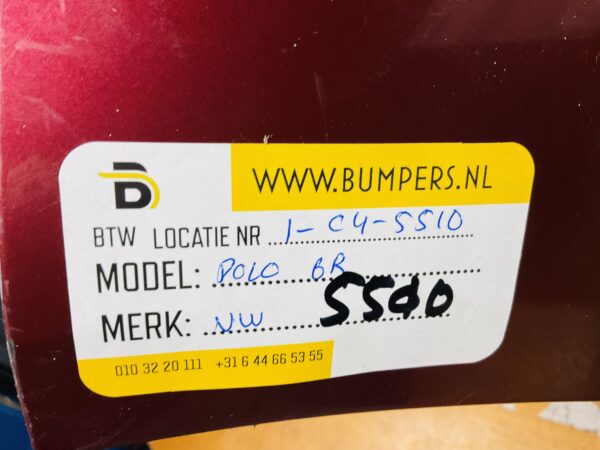 WWW.BUMPERS.NL
BTW LOCATIE NR 1-C4-5510
MODEL: POLO 6R
MERK: VW 5510
010 32 20 111 +31 6 44 66 53 55